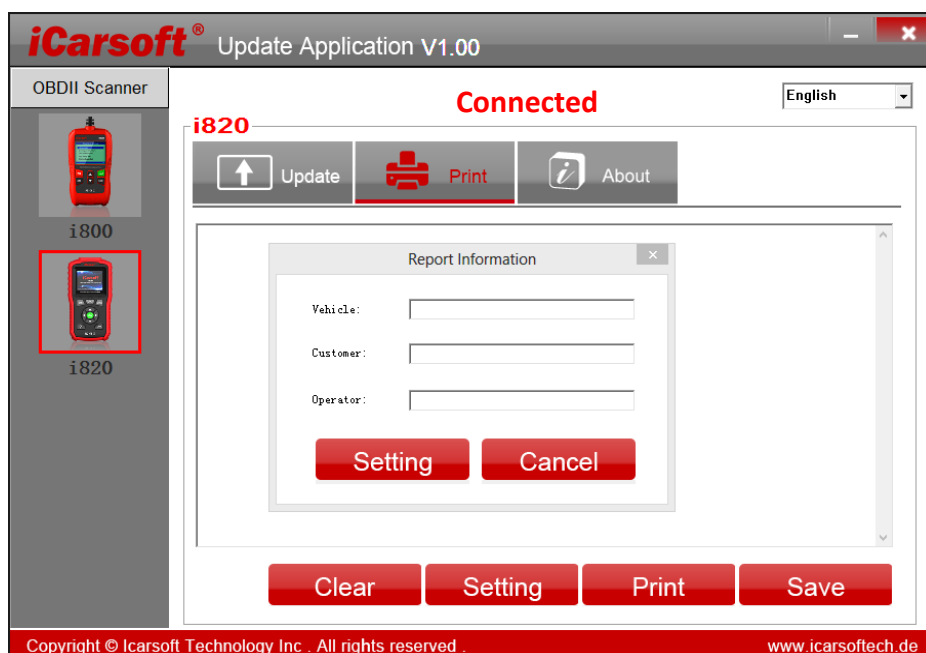 iCarsoft® Update Application V1.00
OBDII Scanner
Connected
English
i820
Update
Print
About
i800
i820
Report Information
Vehicle:
Customer:
Operator:
Setting
Cancel
Clear
Setting
Print
Save
Copyright © Icarsoft Technology Inc . All rights reserved .
www.icarsoftech.de